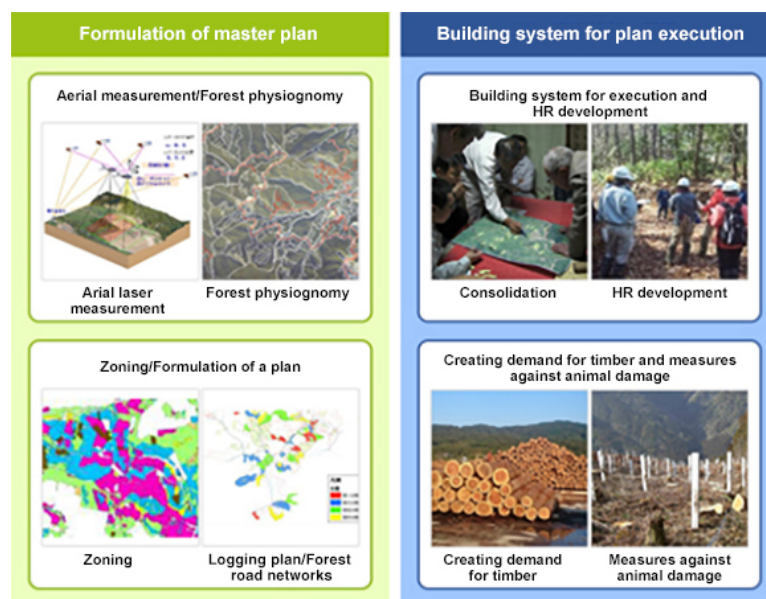 Formulation of master plan
Aerial measurement/Forest physiognomy
Arial laser
measurement
Forest physiognomy
Zoning/Formulation of a plan
Zoning
Logging plan/Forest
road networks
Building system for plan execution
Building system for execution and
HR development
Consolidation
HR development
Creating demand for timber and measures
against animal damage
Creating demand
for timber
Measures against
animal damage